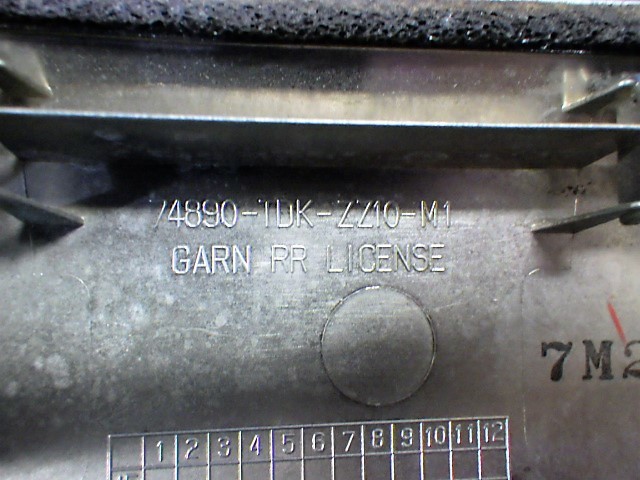 74890-TDK-ZZ10-M1
GARN RR LICENSE
7M2
1 2 3 4 5 6 7 8 9 10 11 12